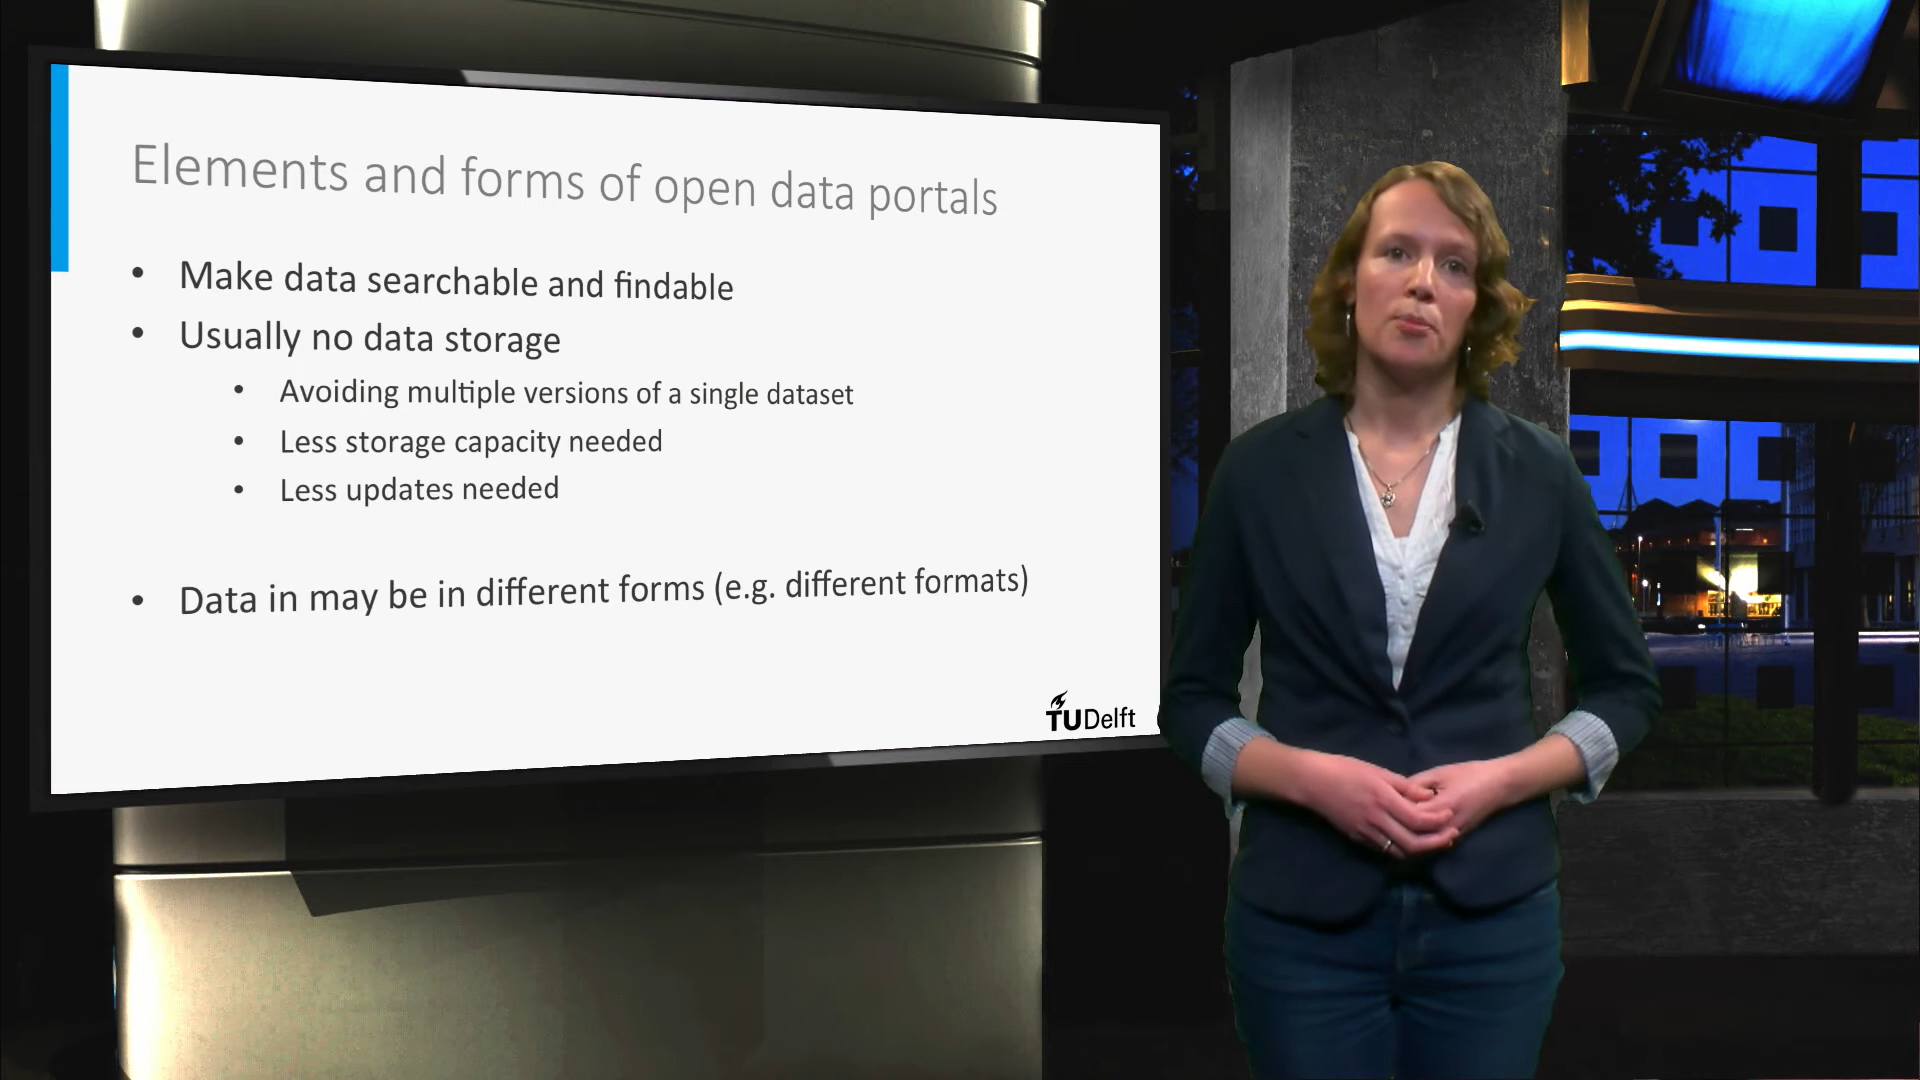 Elements and forms of open data portals
• Make data searchable and findable
• Usually no data storage
• Avoiding multiple versions of a single dataset
• Less storage capacity needed
• Less updates needed
• Data in may be in different forms (e.g. different formats)
TUDelft